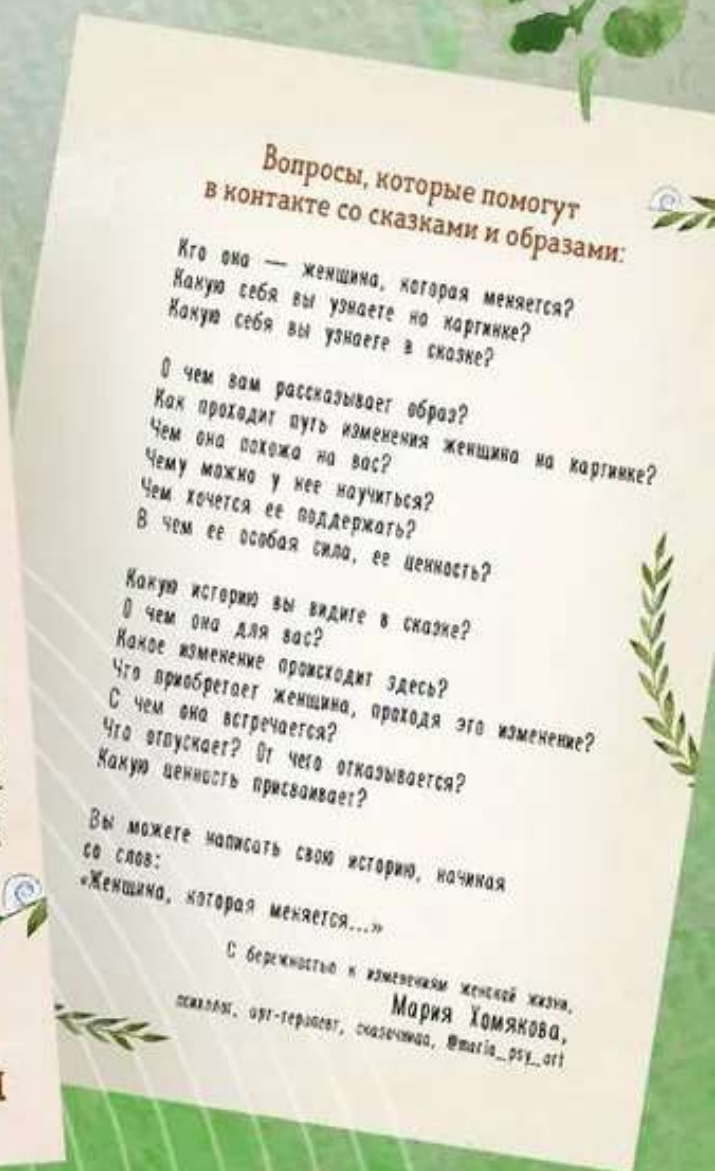 Вопросы, которые помогут
в контакте со сказками и образами:
Кто она — женщина, которая меняется?
Какую себя вы узнаете на картинке?
Какую себя вы узнаете в сказке?
О чем вам рассказывает образ?
Как проходит путь изменения женщина на картинке?
Чем она похожа на вас?
Чему можно у нее научиться?
Чем хочется ее поддержать?
В чем ее особая сила, ее ценность?
Какую историю вы видите в сказке?
О чем она для вас?
Какое изменение происходит здесь?
Что приобретает женщина, проходя это изменение?
С чем она встречается?
Что отпускает? От чего отказывается?
Какую ценность присваивает?
Вы можете написать свою историю, начиная
со слов:
«Женщина, которая меняется...»
С бережностью к изменениям женской жизни,
Мария Хомякова,
психолог, арт-терапевт, сказочница, @maria_psy_art